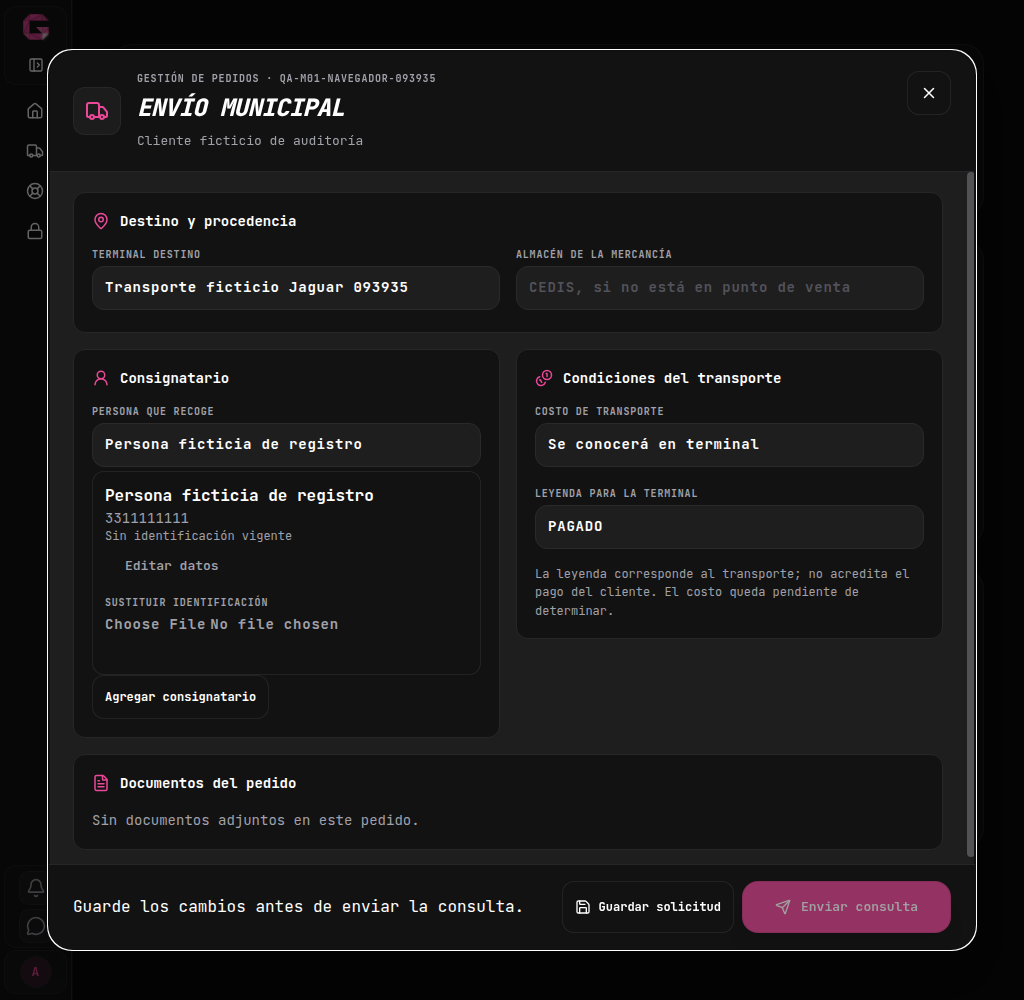 GESTIÓN DE PEDIDOS · QA-M01-NAVEGADOR-093935
ENVÍO MUNICIPAL
Cliente ficticio de auditoría
Destino y procedencia
TERMINAL DESTINO
Transporte ficticio Jaguar 093935
ALMACÉN DE LA MERCANCÍA
CEDIS, si no está en punto de venta
Consignatario
PERSONA QUE RECOGE
Persona ficticia de registro
Persona ficticia de registro
3311111111
Sin identificación vigente
Editar datos
SUSTITUIR IDENTIFICACIÓN
Choose File No file chosen
Agregar consignatario
Condiciones del transporte
COSTO DE TRANSPORTE
Se conocerá en terminal
LEYENDA PARA LA TERMINAL
PAGADO
La leyenda corresponde al transporte; no acredita el
pago del cliente. El costo queda pendiente de
determinar.
Documentos del pedido
Sin documentos adjuntos en este pedido.
Guarde los cambios antes de enviar la consulta.
Guardar solicitud
Enviar consulta
A